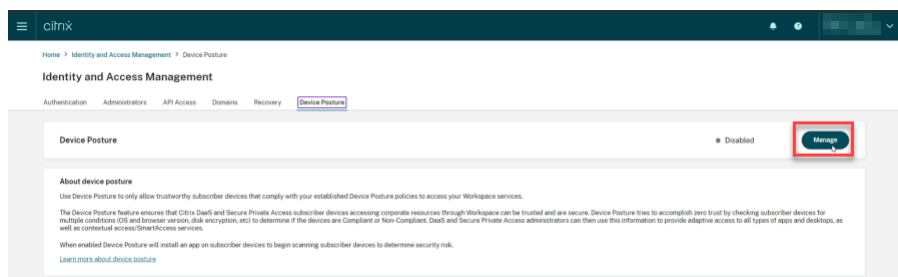 citrix
Home > Identity and Access Management > Device Posture
Identity and Access Management
Authentication Administrators API Access Domains Recovery Device Posture
Device Posture Disabled Manage
About device posture
Use Device Posture to only allow trustworthy subscriber devices that comply with your established Device Posture policies to access your Workspace services.
The Device Posture feature ensures that Citrix DaaS and Secure Private Access subscriber devices accessing corporate resources through Workspace can be trusted and are secure. Device Posture tries to accomplish zero trust by checking subscriber devices for
multiple conditions (OS and browser version, disk encryption, etc) to determine if the devices are Compliant or Non-Compliant. DaaS and Secure Private Access administrators can then use this information to provide adaptive access to all types of apps and desktops, as
well as contextual access/SmartAccess services.
When enabled Device Posture will install an app on subscriber devices to begin scanning subscriber devices to determine security risk.
Learn more about device posture